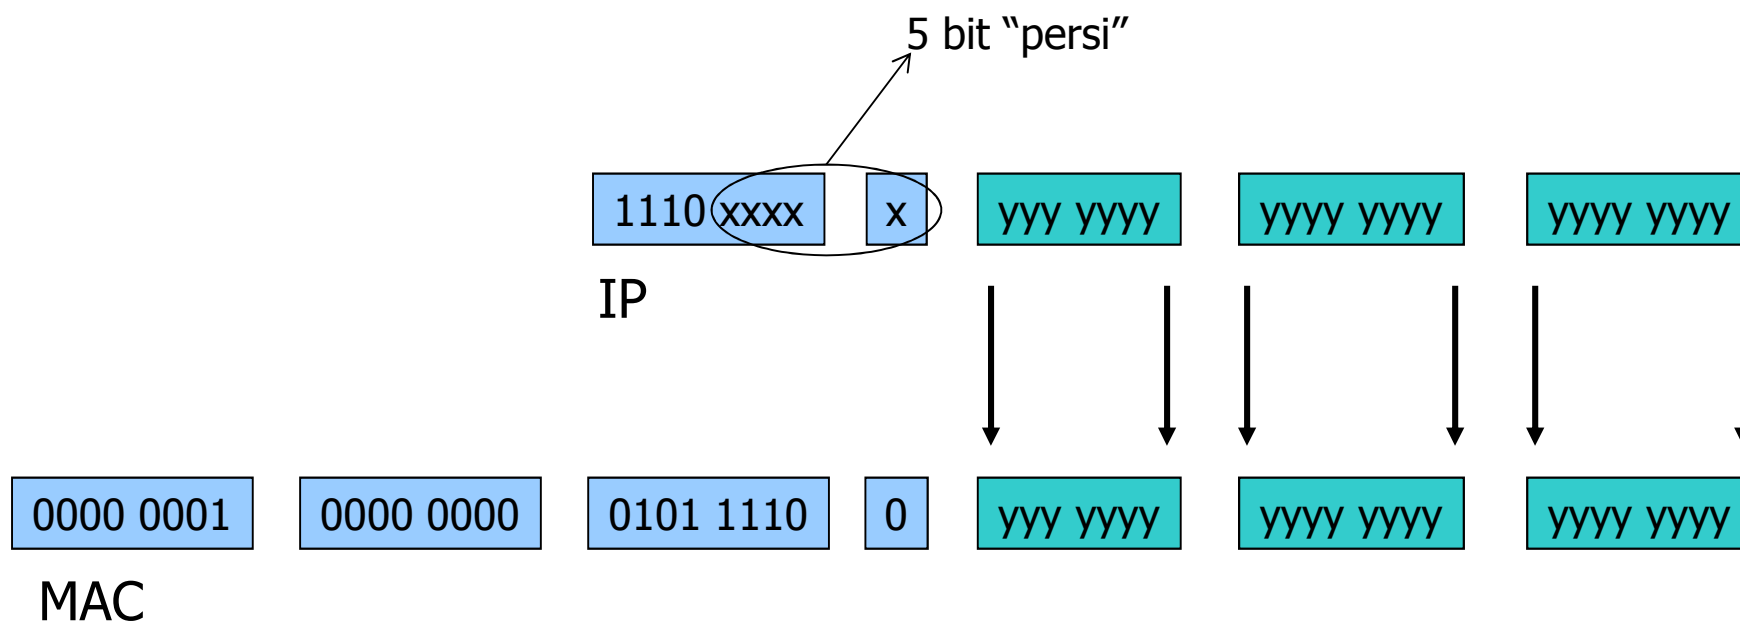 5 bit “persi”
1110 xxxx x yyy yyyy yyyy yyyy yyyy yyyy
IP
0000 0001 0000 0000 0101 1110 0 yyy yyyy yyyy yyyy yyyy yyyy
MAC